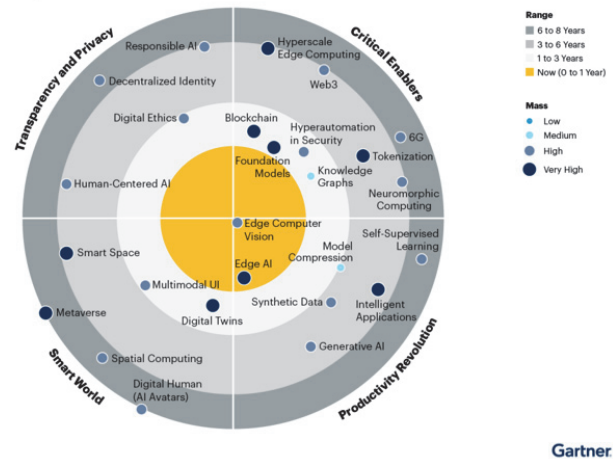 Transparency and Privacy
Critical Enablers
Smart World
Productivity Revolution
Responsible AI
Decentralized Identity
Digital Ethics
Human-Centered AI
Hyperscale
Edge Computing
Web3
Blockchain
Hyperautomation
in Security
6G
Foundation
Models
Tokenization
Knowledge
Graphs
Neuromorphic
Computing
Edge Computer
Vision
Self-Supervised
Learning
Smart Space
Edge AI
Model
Compression
Multimodal UI
Synthetic Data
Intelligent
Applications
Metaverse
Digital Twins
Generative AI
Spatial Computing
Digital Human
(AI Avatars)
Range
6 to 8 Years
3 to 6 Years
1 to 3 Years
Now (0 to 1 Year)
Mass
Low
Medium
High
Very High
Gartner